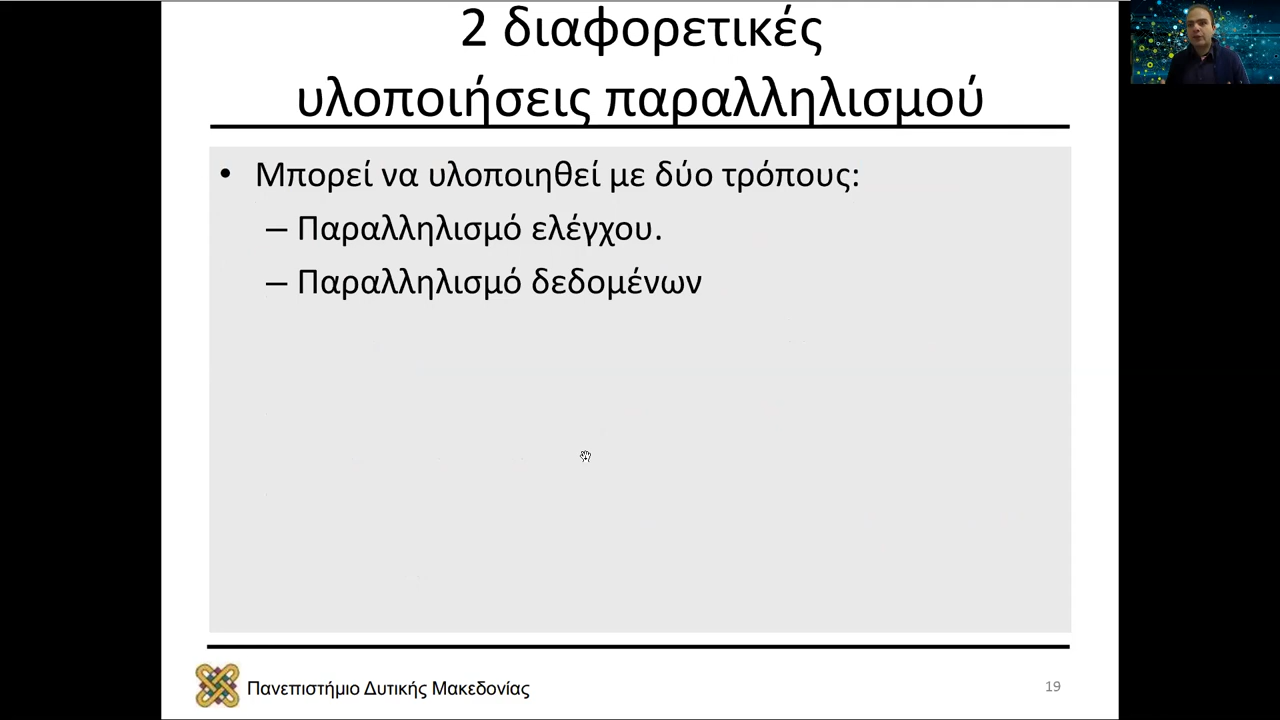 2 διαφορετικές
υλοποιήσεις παραλληλισμού
• Μπορεί να υλοποιηθεί με δύο τρόπους:
– Παραλληλισμό ελέγχου.
– Παραλληλισμό δεδομένων
Πανεπιστήμιο Δυτικής Μακεδονίας
19